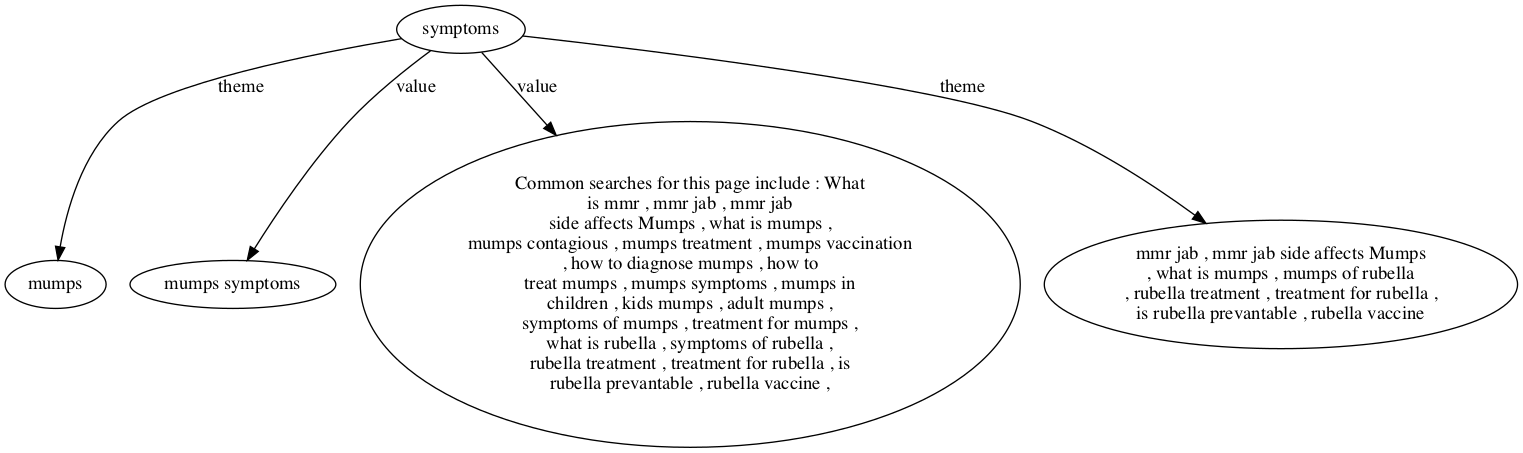 symptoms
theme
value
value
theme
mumps
mumps symptoms
Common searches for this page include : What
is mmr , mmr jab , mmr jab
side affects Mumps , what is mumps ,
mumps contagious , mumps treatment , mumps vaccination
, how to diagnose mumps , how to
treat mumps , mumps symptoms , mumps in
children , kids mumps , adult mumps ,
symptoms of mumps , treatment for mumps ,
what is rubella , symptoms of rubella ,
rubella treatment , treatment for rubella , is
rubella prevantable , rubella vaccine ,
mmr jab , mmr jab side affects Mumps
, what is mumps , mumps of rubella
, rubella treatment , treatment for rubella ,
is rubella prevantable , rubella vaccine